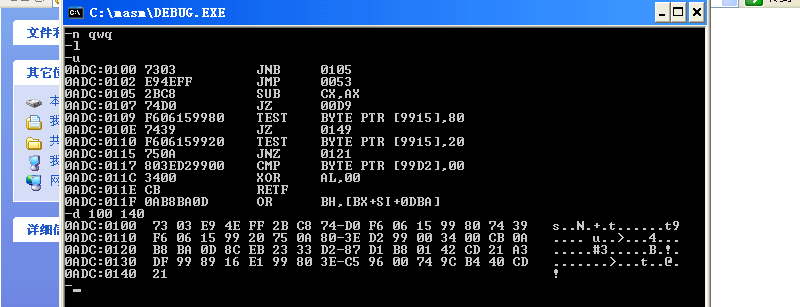 C:\masm\DEBUG.EXE
文件和
其它位
详细信
-n qwq
-l
-u
0ADC:0100 7303 JNB 0105
0ADC:0102 E94EFF JMP 0053
0ADC:0105 2BC8 SUB CX,AX
0ADC:0107 74D0 JZ 00D9
0ADC:0109 F606159980 TEST BYTE PTR [9915],80
0ADC:010E 7439 JZ 0149
0ADC:0110 F606159920 TEST BYTE PTR [9915],20
0ADC:0115 750A JNZ 0121
0ADC:0117 803ED29900 CMP BYTE PTR [99D2],00
0ADC:011C 3400 XOR AL,00
0ADC:011E CB RETF
0ADC:011F 0AB8BA0D OR BH,[BX+SI+0DBA]
-d 100 140
0ADC:0100 73 03 E9 4E FF 2B C8 74-D0 F6 06 15 99 80 74 39 s..N.+.t......t9
0ADC:0110 F6 06 15 99 20 75 0A 80-3E D2 99 00 34 00 CB 0A .... u..>...4...
0ADC:0120 B8 BA 0D 8C EB 23 33 D2-87 D1 B8 01 42 CD 21 A3 .....#3.....B.!.
0ADC:0130 DF 99 89 16 E1 99 80 3E-C5 96 00 74 9C B4 40 CD .......>...t..@.
0ADC:0140 21 !
-